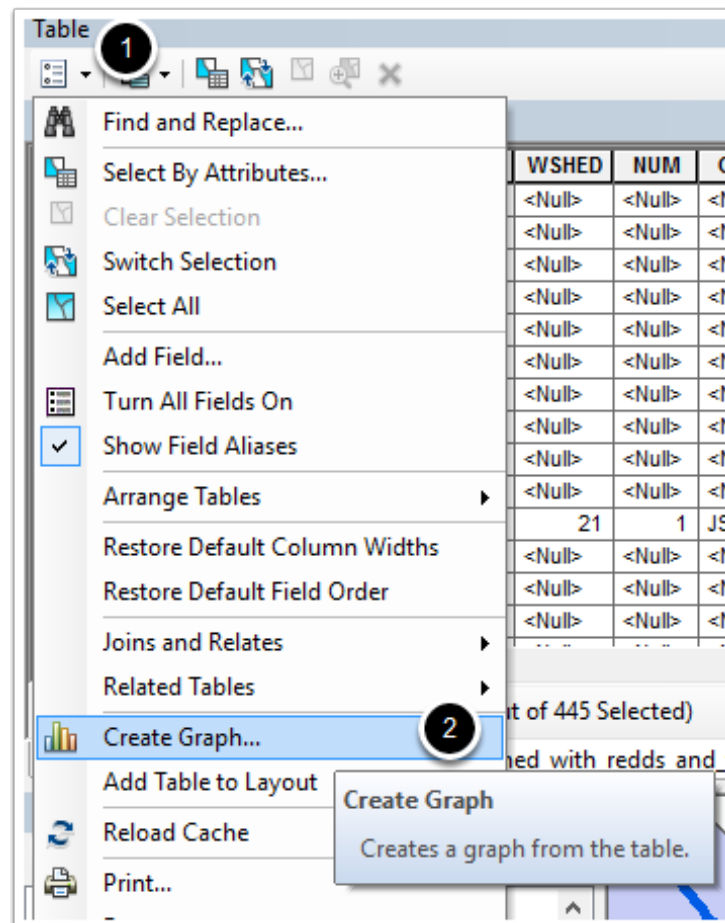 Table
1
Find and Replace...
Select By Attributes...
Clear Selection
Switch Selection
Select All
Add Field...
Turn All Fields On
Show Field Aliases
Arrange Tables
Restore Default Column Widths
Restore Default Field Order
Joins and Relates
Related Tables
Create Graph...
2
Add Table to Layout
Reload Cache
Print...
WSHED NUM
<Null> <Null>
<Null> <Null>
<Null> <Null>
<Null> <Null>
<Null> <Null>
<Null> <Null>
<Null> <Null>
<Null> <Null>
<Null> <Null>
<Null> <Null>
21 1 JS
<Null> <Null>
<Null> <Null>
<Null> <Null>
of 445 Selected)
with redds and
Create Graph
Creates a graph from the table.